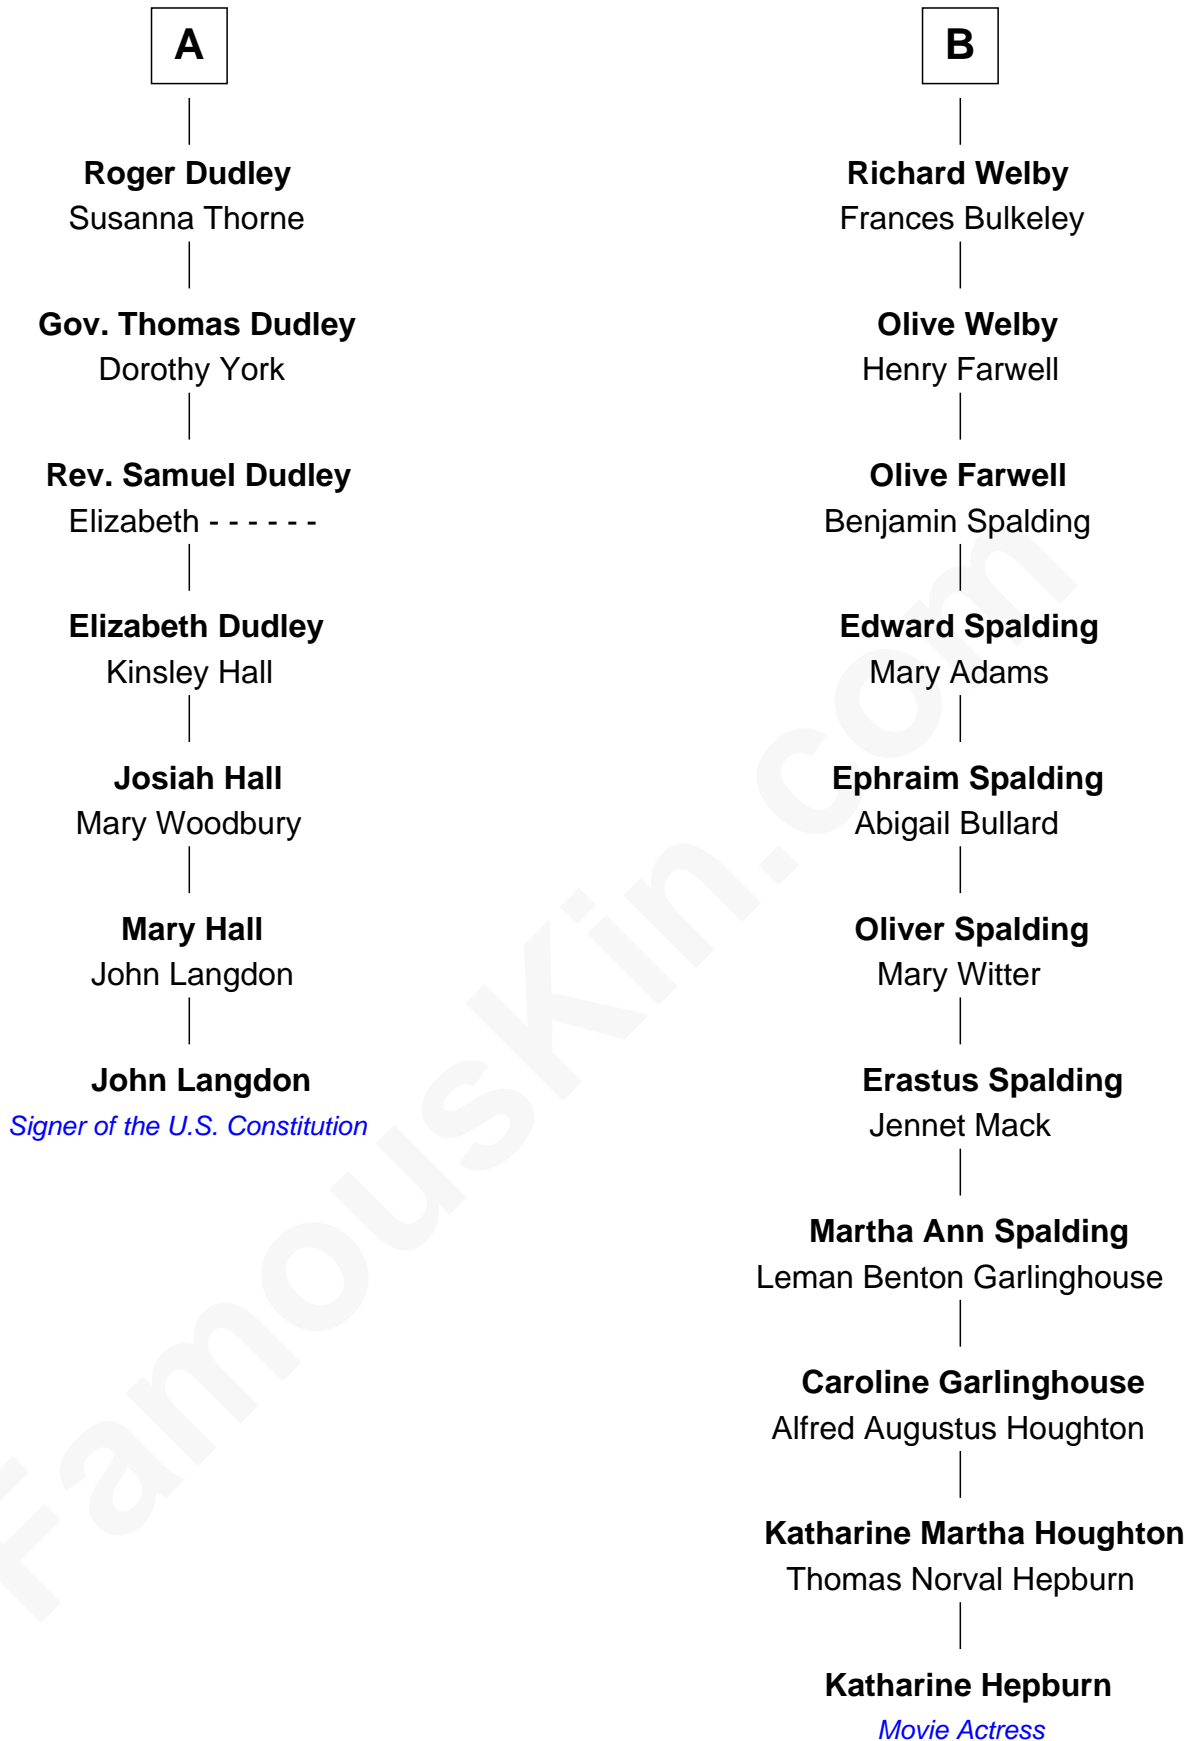 A
Roger Dudley
Susanna Thorne
Gov. Thomas Dudley
Dorothy York
Rev. Samuel Dudley
Elizabeth - - - - - -
Elizabeth Dudley
Kinsley Hall
Josiah Hall
Mary Woodbury
Mary Hall
John Langdon
John Langdon
Signer of the U.S. Constitution
B
Richard Welby
Frances Bulkeley
Olive Welby
Henry Farwell
Olive Farwell
Benjamin Spalding
Edward Spalding
Mary Adams
Ephraim Spalding
Abigail Bullard
Oliver Spalding
Mary Witter
Erastus Spalding
Jennet Mack
Martha Ann Spalding
Leman Benton Garlinghouse
Caroline Garlinghouse
Alfred Augustus Houghton
Katharine Martha Houghton
Thomas Norval Hepburn
Katharine Hepburn
Movie Actress
FamousKin.com